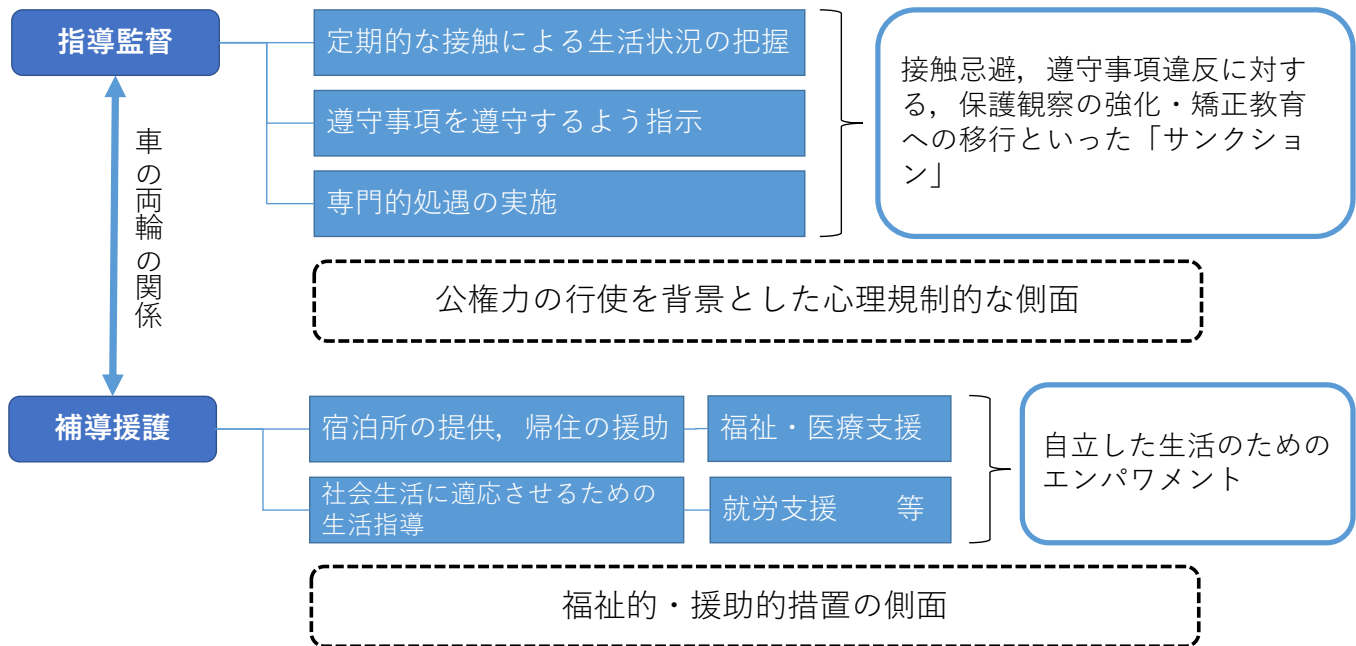 指導監督
定期的な接触による生活状況の把握
遵守事項を遵守するよう指示
専門的処遇の実施
接触忌避，遵守事項違反に対す
る，保護観察の強化・矯正教育
への移行といった「サンクショ
ン」
車の両輪の関係
公権力の行使を背景とした心理規制的な側面
補導援護
宿泊所の提供，帰住の援助
福祉・医療支援
社会生活に適応させるための
生活指導
就労支援　　等
自立した生活のための
エンパワメント
福祉的・援助的措置の側面